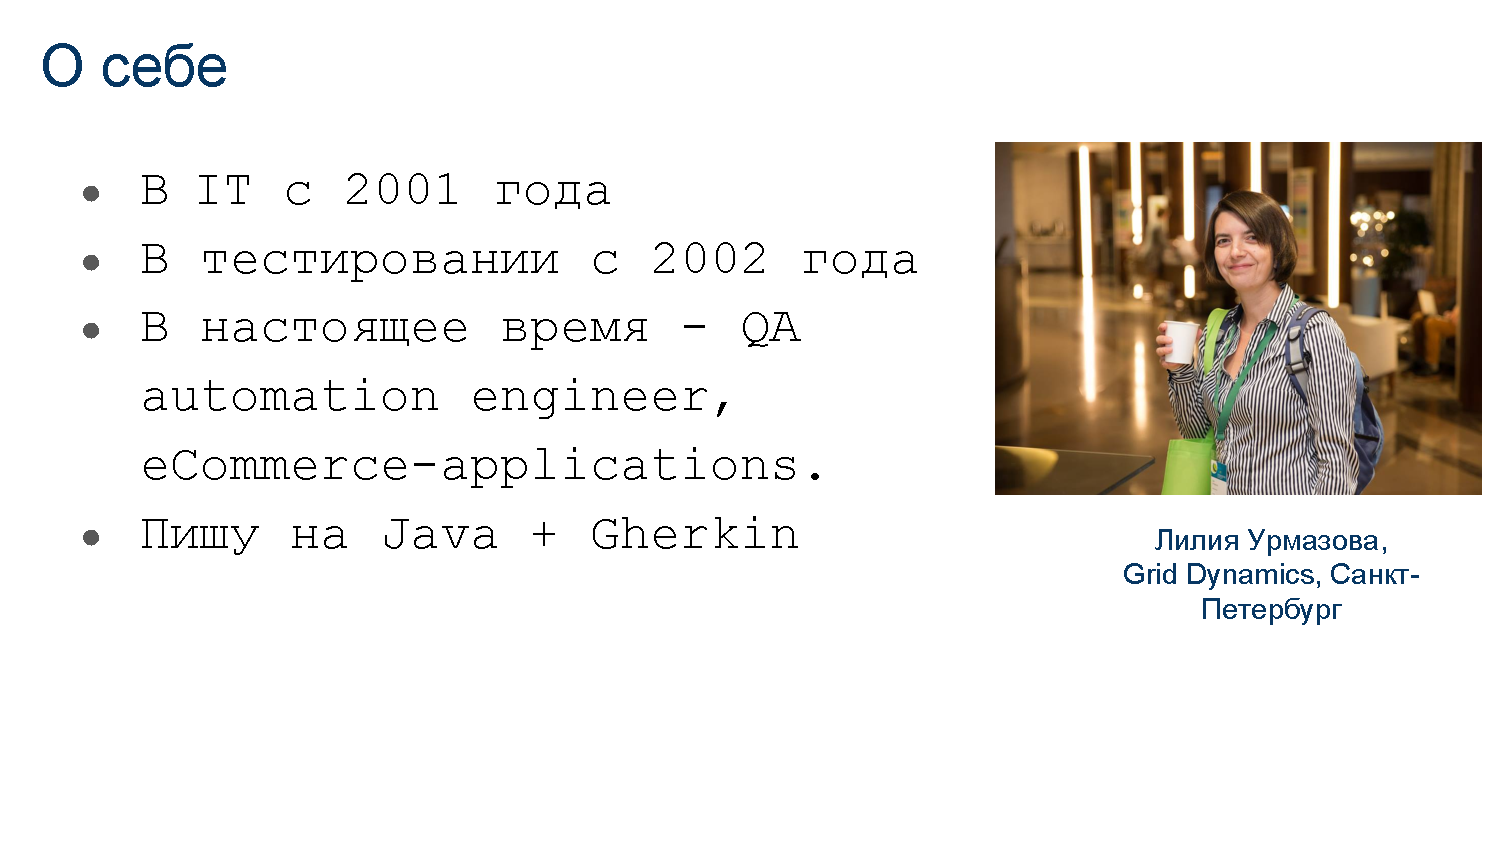 О себе
● В IT с 2001 года
● В тестировании с 2002 года
● В настоящее время - QA
automation engineer,
eCommerce-applications.
● Пишу на Java + Gherkin
Лилия Урмазова,
Grid Dynamics, Санкт-
Петербург